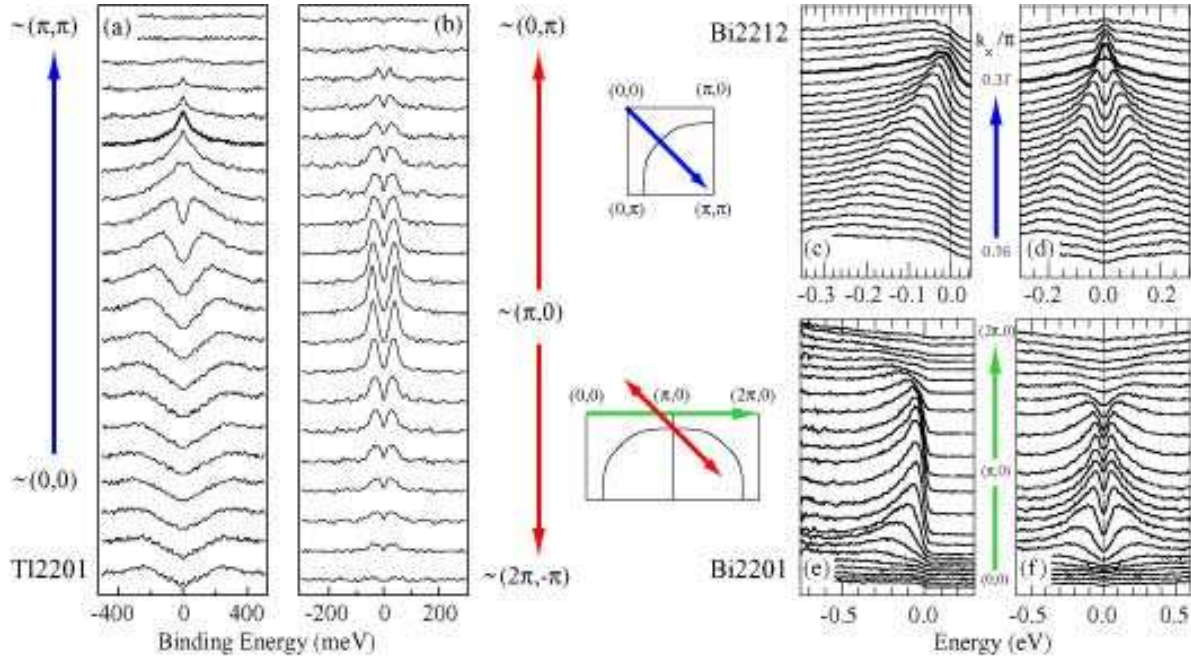 ~(π,π)
(a)
(b)
~(0,π)
Bi2212
(0,0)
(π,0)
(0,π)
(π,π)
kx/π
0.37
0.36
(c)
(d)
-0.3
-0.2
-0.1
0.0
-0.2
0.0
0.2
~(π,0)
(0,0)
(π,0)
(2π,0)
(2π,0)
(π,0)
(0,0)
~(0,0)
Tl2201
~(2π,-π)
Bi2201
(e)
(f)
-400
0
400
-200
0
200
Binding Energy (meV)
-0.5
0.0
-0.5
0.0
0.5
Energy (eV)